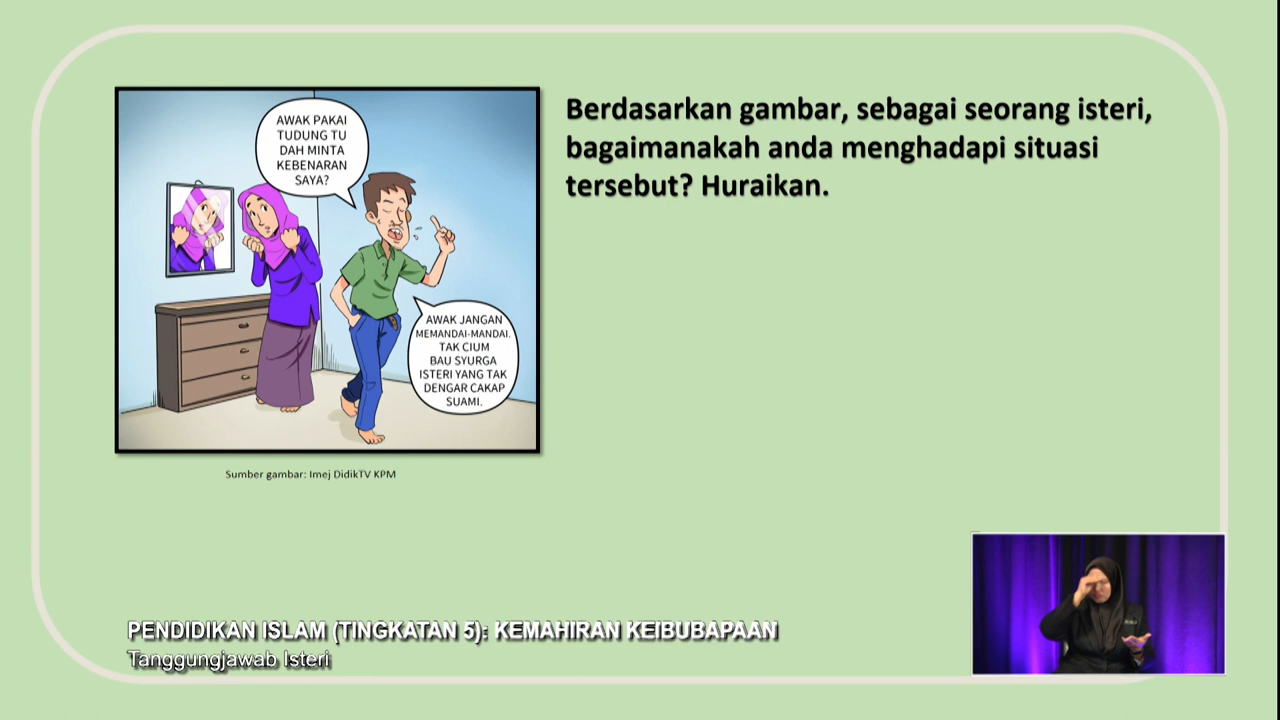 AWAK PAKAI
TUDUNG TU
DAH MINTA
KEBENARAN
SAYA?
AWAK JANGAN
MEMANDAI-MANDAI.
TAK CIUM
BAU SYURGA
ISTERI YANG TAK
DENGAR CAKAP
SUAMI.
Sumber gambar: Imej DidikTV KPM
Berdasarkan gambar, sebagai seorang isteri,
bagaimanakah anda menghadapi situasi
tersebut? Huraikan.
PENDIDIKAN ISLAM (TINGKATAN 5): KEMAHIRAN KEIBUBAPAAN
Tanggungjawab Isteri